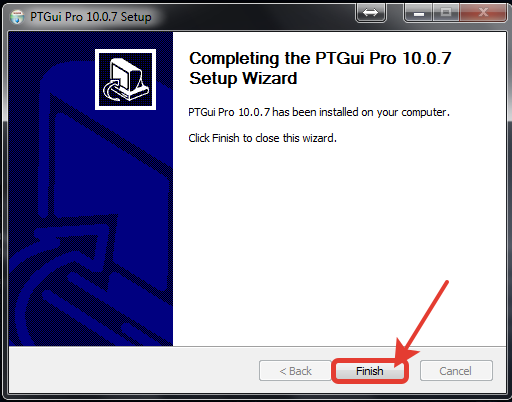 PTGui Pro 10.0.7 Setup
Completing the PTGui Pro 10.0.7
Setup Wizard
PTGui Pro 10.0.7 has been installed on your computer.
Click Finish to close this wizard.
< Back
Finish
Cancel